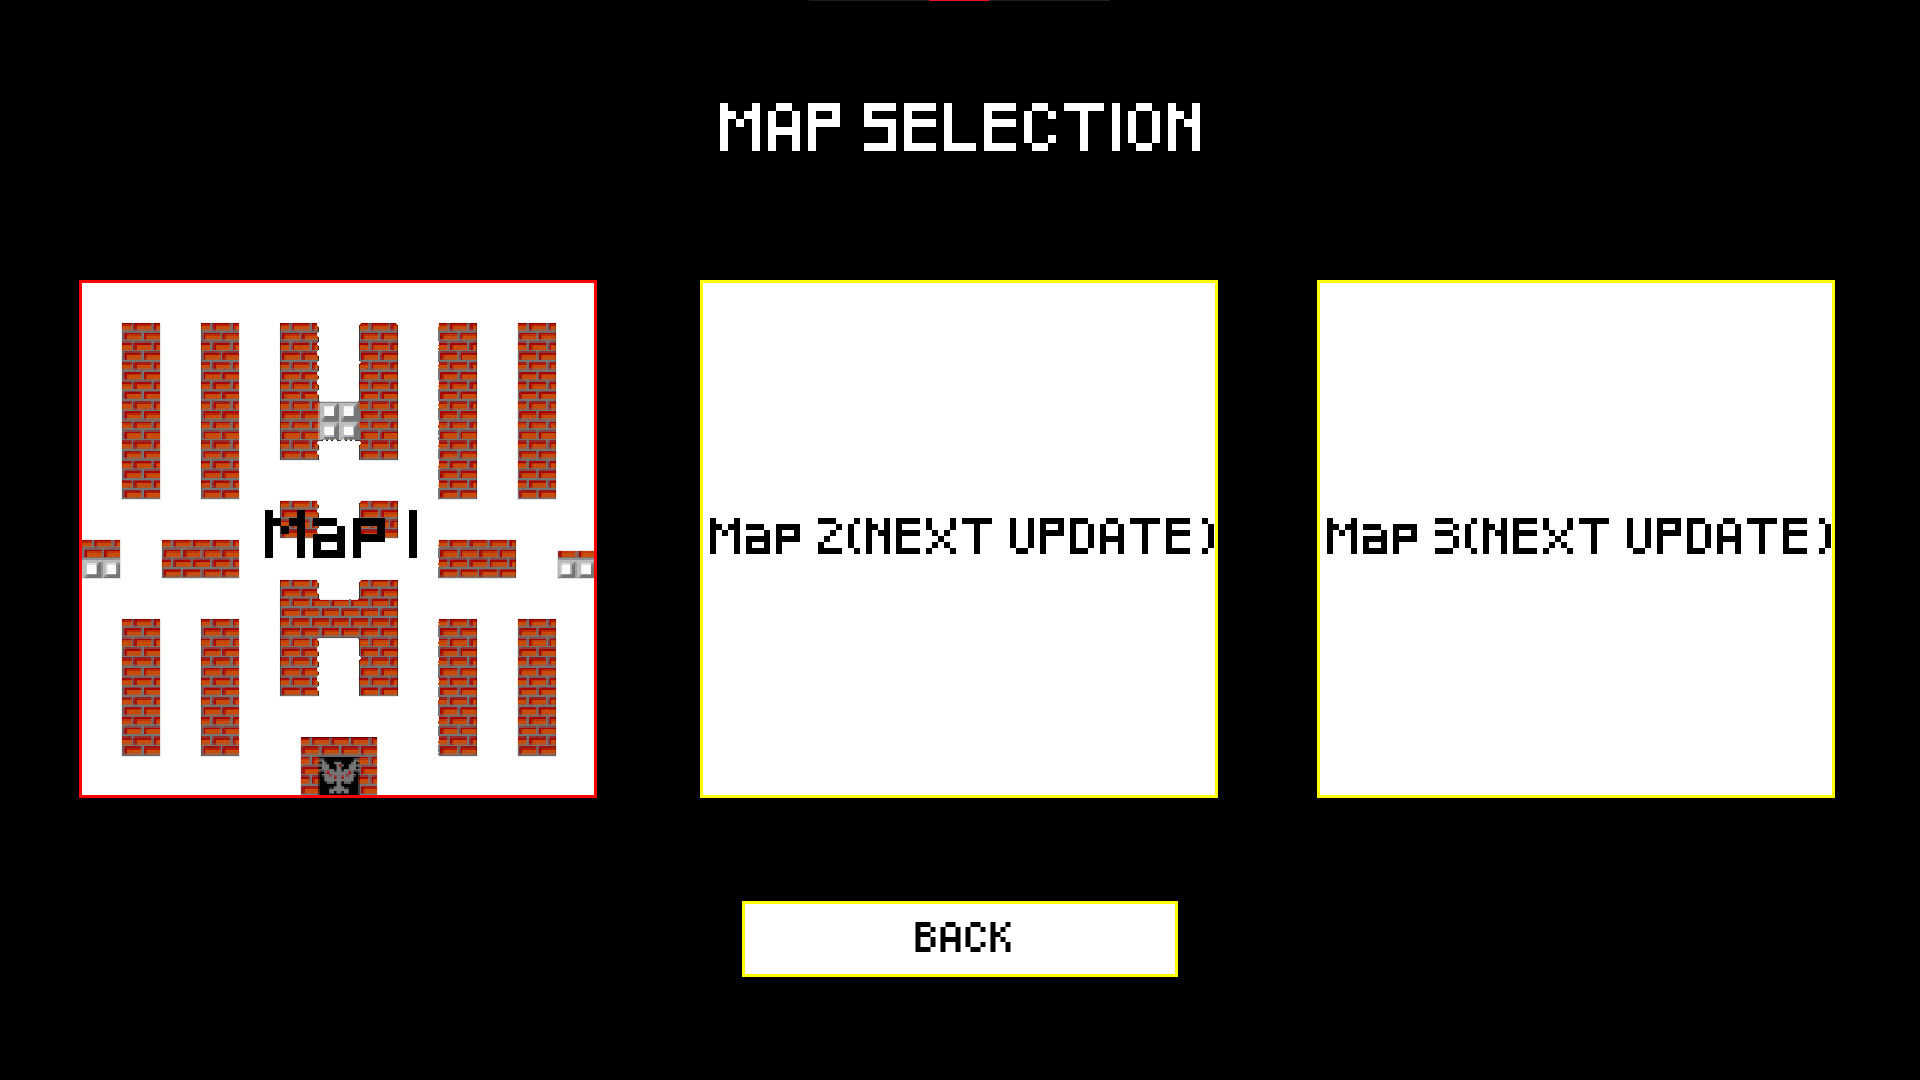 MAP SELECTION
Map 1
Map 2(NEXT UPDATE)
Map 3(NEXT UPDATE)
BACK